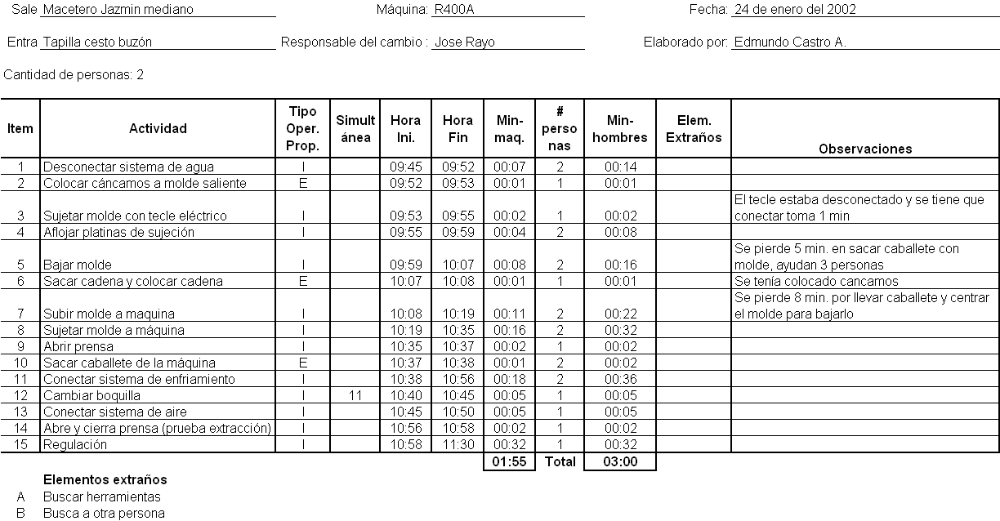 Sale Macetero Jazmin mediano Máquina: R400A Fecha: 24 de enero del 2002
Entra Tapilla cesto buzón Responsable del cambio : Jose Rayo Elaborado por: Edmundo Castro A.
Cantidad de personas: 2
Item Actividad Tipo Oper. Prop. Simult ánea Hora Ini. Hora Fin Min- maq. # perso nas Min- hombres Elem. Extraños Observaciones
1 Desconectar sistema de agua I 09:45 09:52 00:07 2 00:14
2 Colocar cáncamos a molde saliente E 09:52 09:53 00:01 1 00:01
3 Sujetar molde con tecle eléctrico I 09:53 09:55 00:02 1 00:02 El tecle estaba desconectado y se tiene que conectar toma 1 min
4 Aflojar platinas de sujeción I 09:55 09:59 00:04 2 00:08
5 Bajar molde I 09:59 10:07 00:08 2 00:16 Se pierde 5 min. en sacar caballete con molde, ayudan 3 personas
6 Sacar cadena y colocar cadena E 10:07 10:08 00:01 1 00:01 Se tenía colocado cancamos
7 Subir molde a maquina I 10:08 10:19 00:11 2 00:22 Se pierde 8 min. por llevar caballete y centrar el molde para bajarlo
8 Sujetar molde a máquina I 10:19 10:35 00:16 2 00:32
9 Abrir prensa I 10:35 10:37 00:02 1 00:02
10 Sacar caballete de la máquina E 10:37 10:38 00:01 2 00:02
11 Conectar sistema de enfriamiento I 10:38 10:56 00:18 2 00:36
12 Cambiar boquilla I 11 10:40 10:45 00:05 1 00:05
13 Conectar sistema de aire I 10:45 10:50 00:05 1 00:05
14 Abre y cierra prensa (prueba extracción) I 10:56 10:58 00:02 1 00:02
15 Regulación I 10:58 11:30 00:32 1 00:32
01:55 Total 03:00
Elementos extraños
A Buscar herramientas
B Busca a otra persona